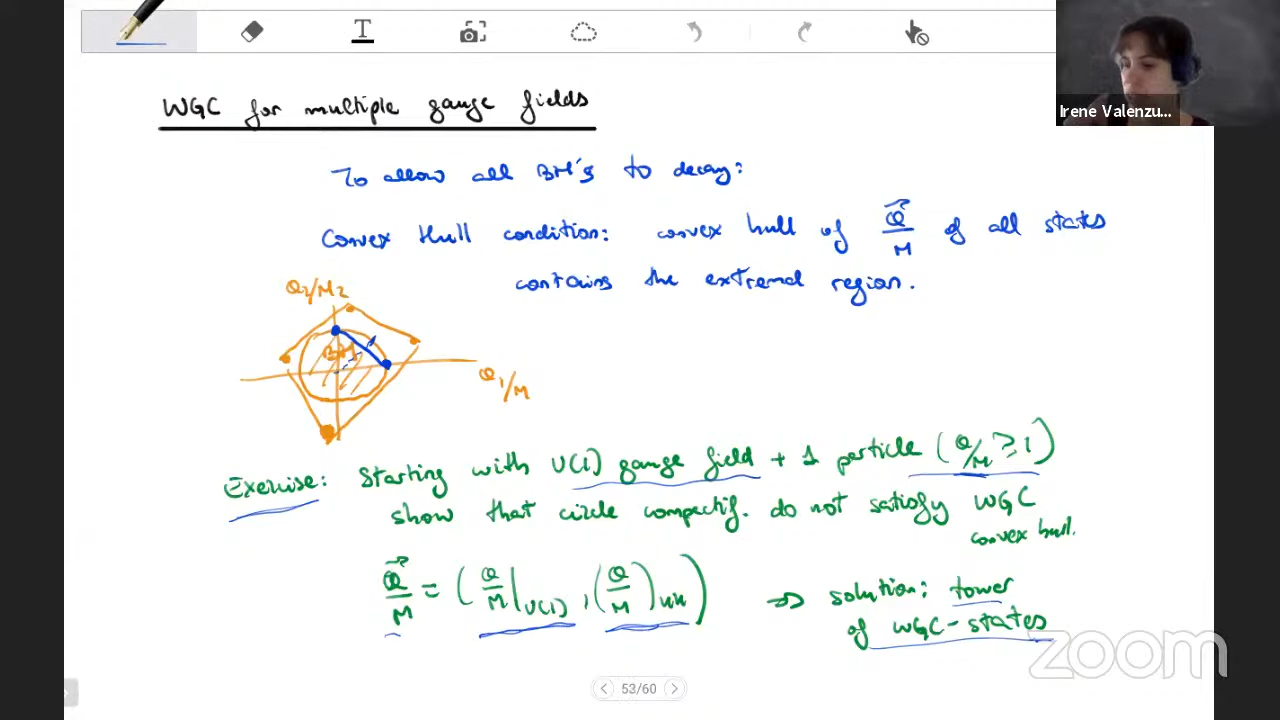 Irene Valenzu...
WGC for multiple gauge fields
To allow all BH's to decay:
Convex Hull condition: convex hull of Q⃗/M of all states
contains the extremal region.
Q2/M2
BH
Q1/M
Exercise: Starting with U(1) gauge field + 1 particle (Q/M ≥ 1)
show that circle compactif. do not satisfy WGC
convex hull.
Q⃗/M = (Q/M|U(1), (Q/M)KK) ⇒ solution: tower
of WGC-states
zoom
53/60